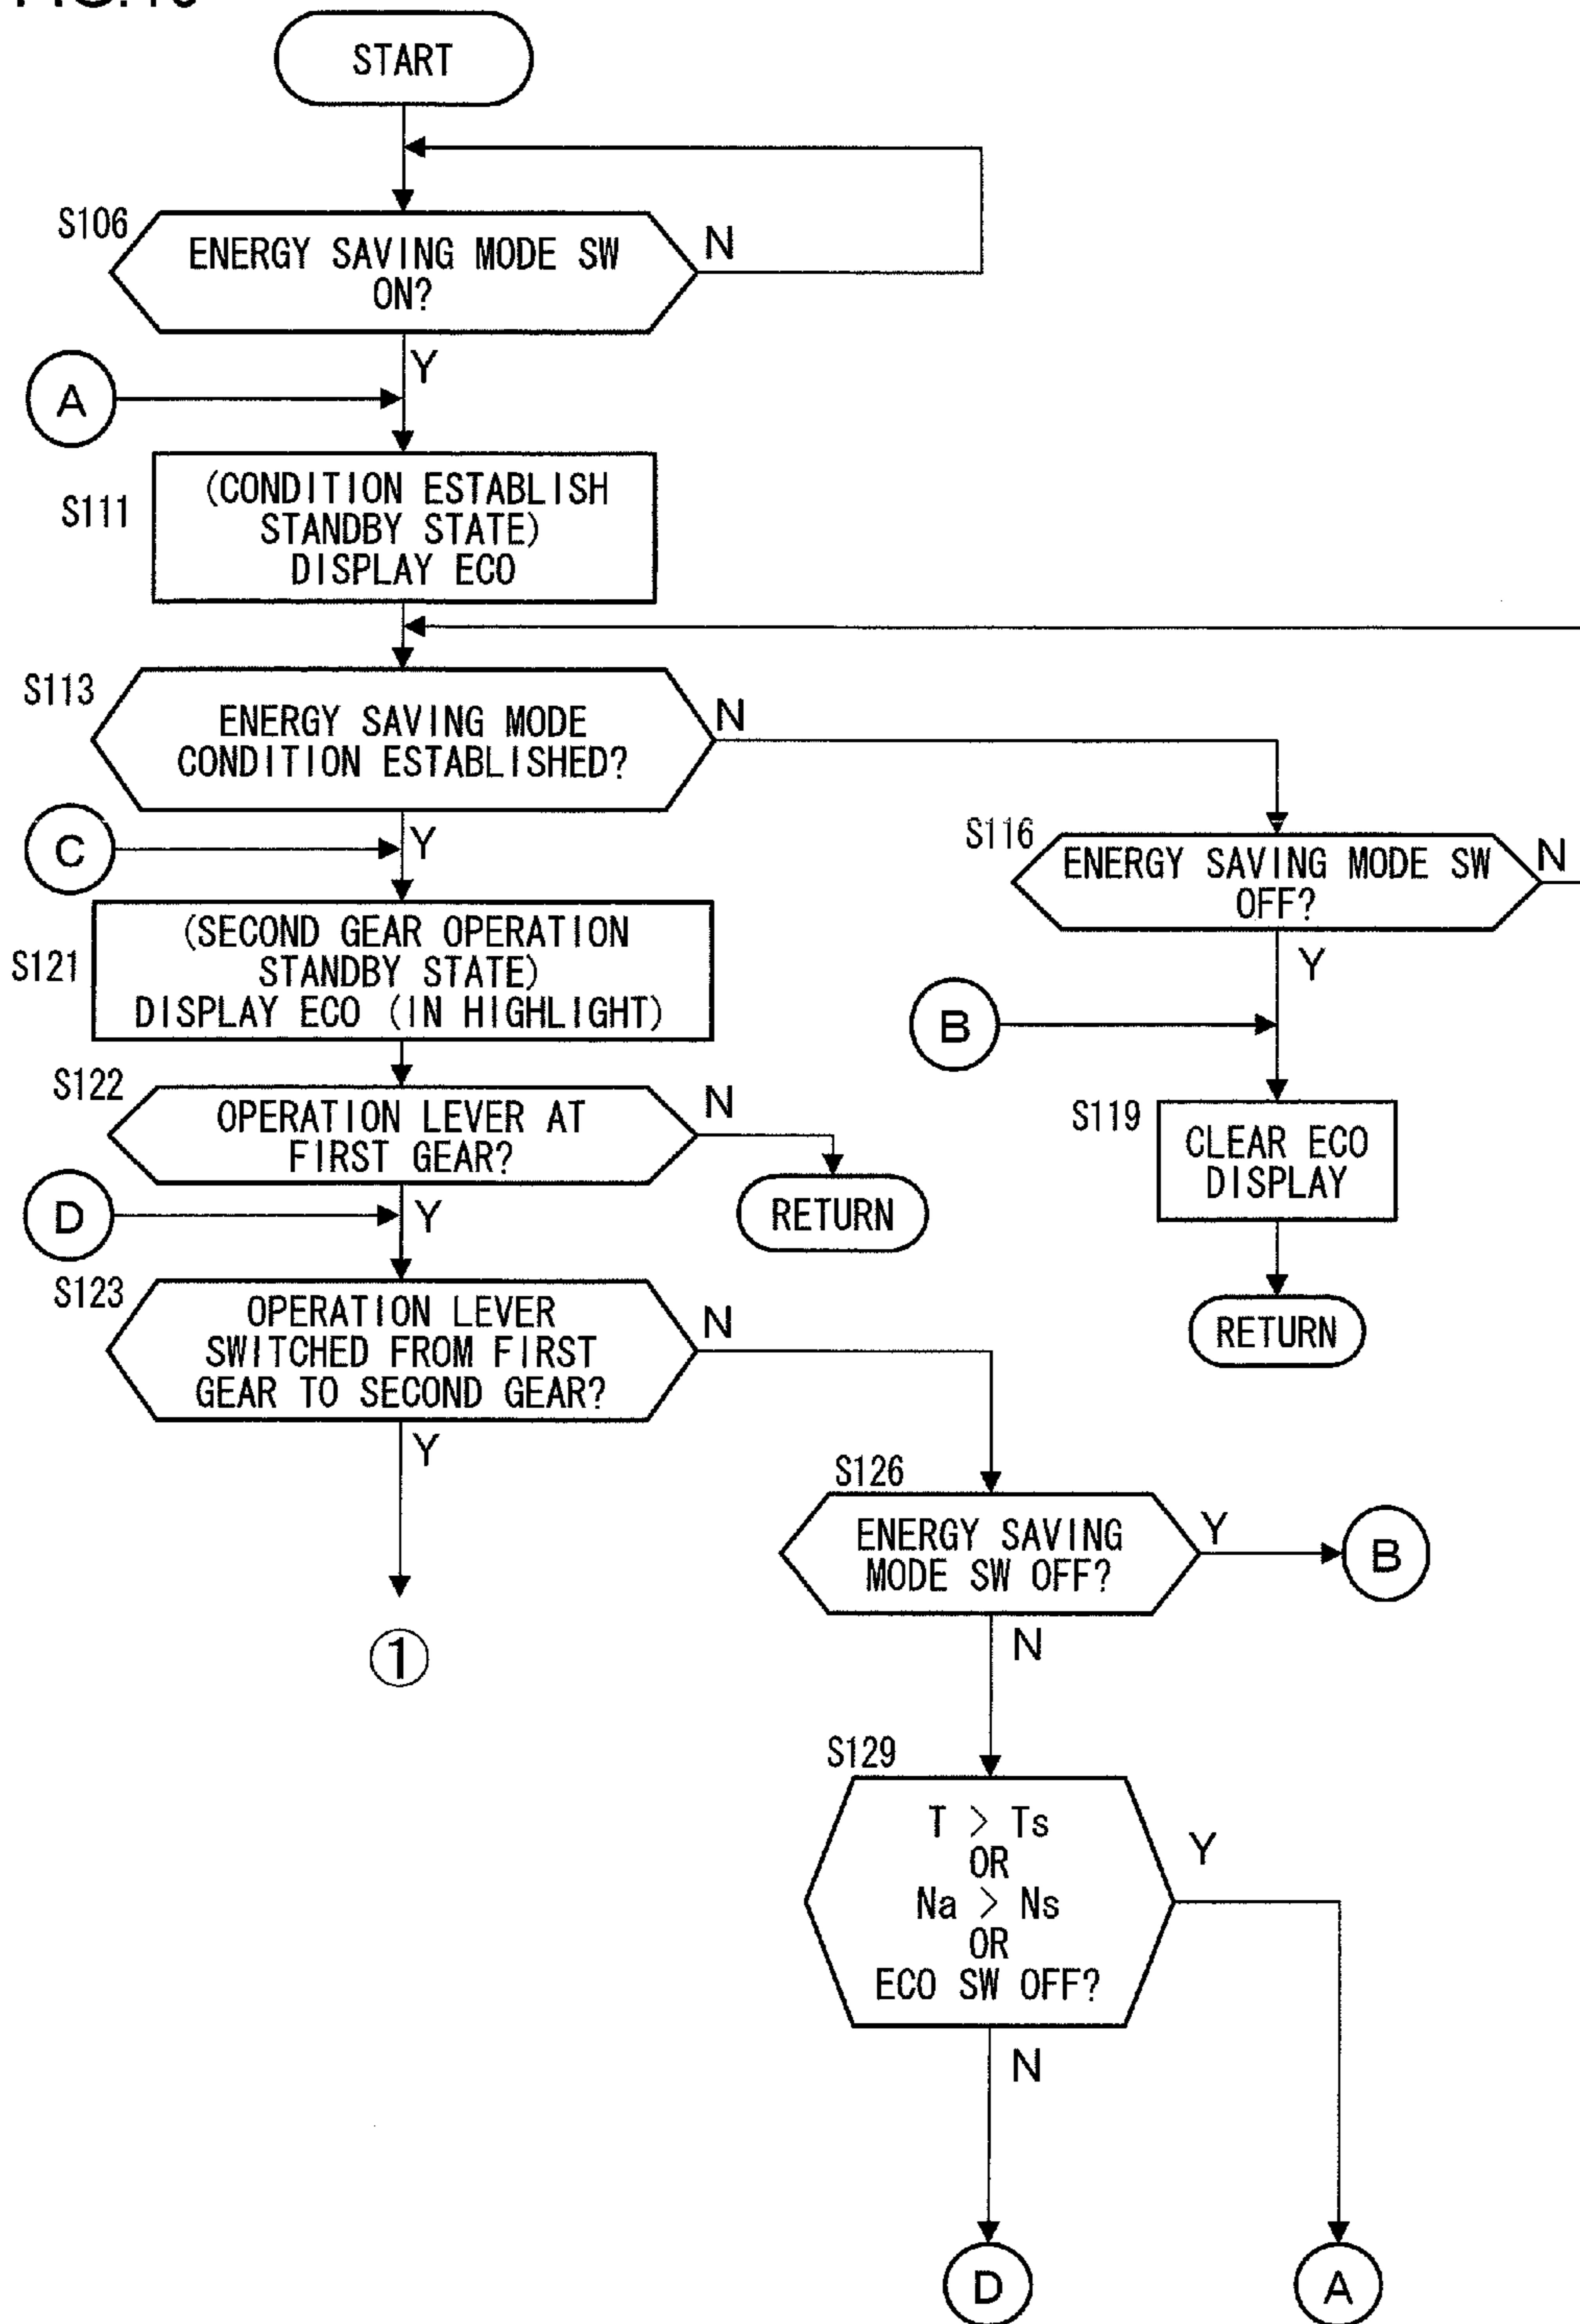 START
S106
ENERGY SAVING MODE SW
ON?
N
Y
A
S111
(CONDITION ESTABLISH
STANDBY STATE)
DISPLAY ECO
S113
ENERGY SAVING MODE
CONDITION ESTABLISHED?
N
Y
C
S116
ENERGY SAVING MODE SW
OFF?
N
Y
B
S119
CLEAR ECO
DISPLAY
RETURN
S121
(SECOND GEAR OPERATION
STANDBY STATE)
DISPLAY ECO (IN HIGHLIGHT)
S122
OPERATION LEVER AT
FIRST GEAR?
N
RETURN
Y
D
S123
OPERATION LEVER
SWITCHED FROM FIRST
GEAR TO SECOND GEAR?
N
Y
①
S126
ENERGY SAVING
MODE SW OFF?
Y
B
N
S129
T > Ts
OR
Na > Ns
OR
ECO SW OFF?
Y
N
D
A